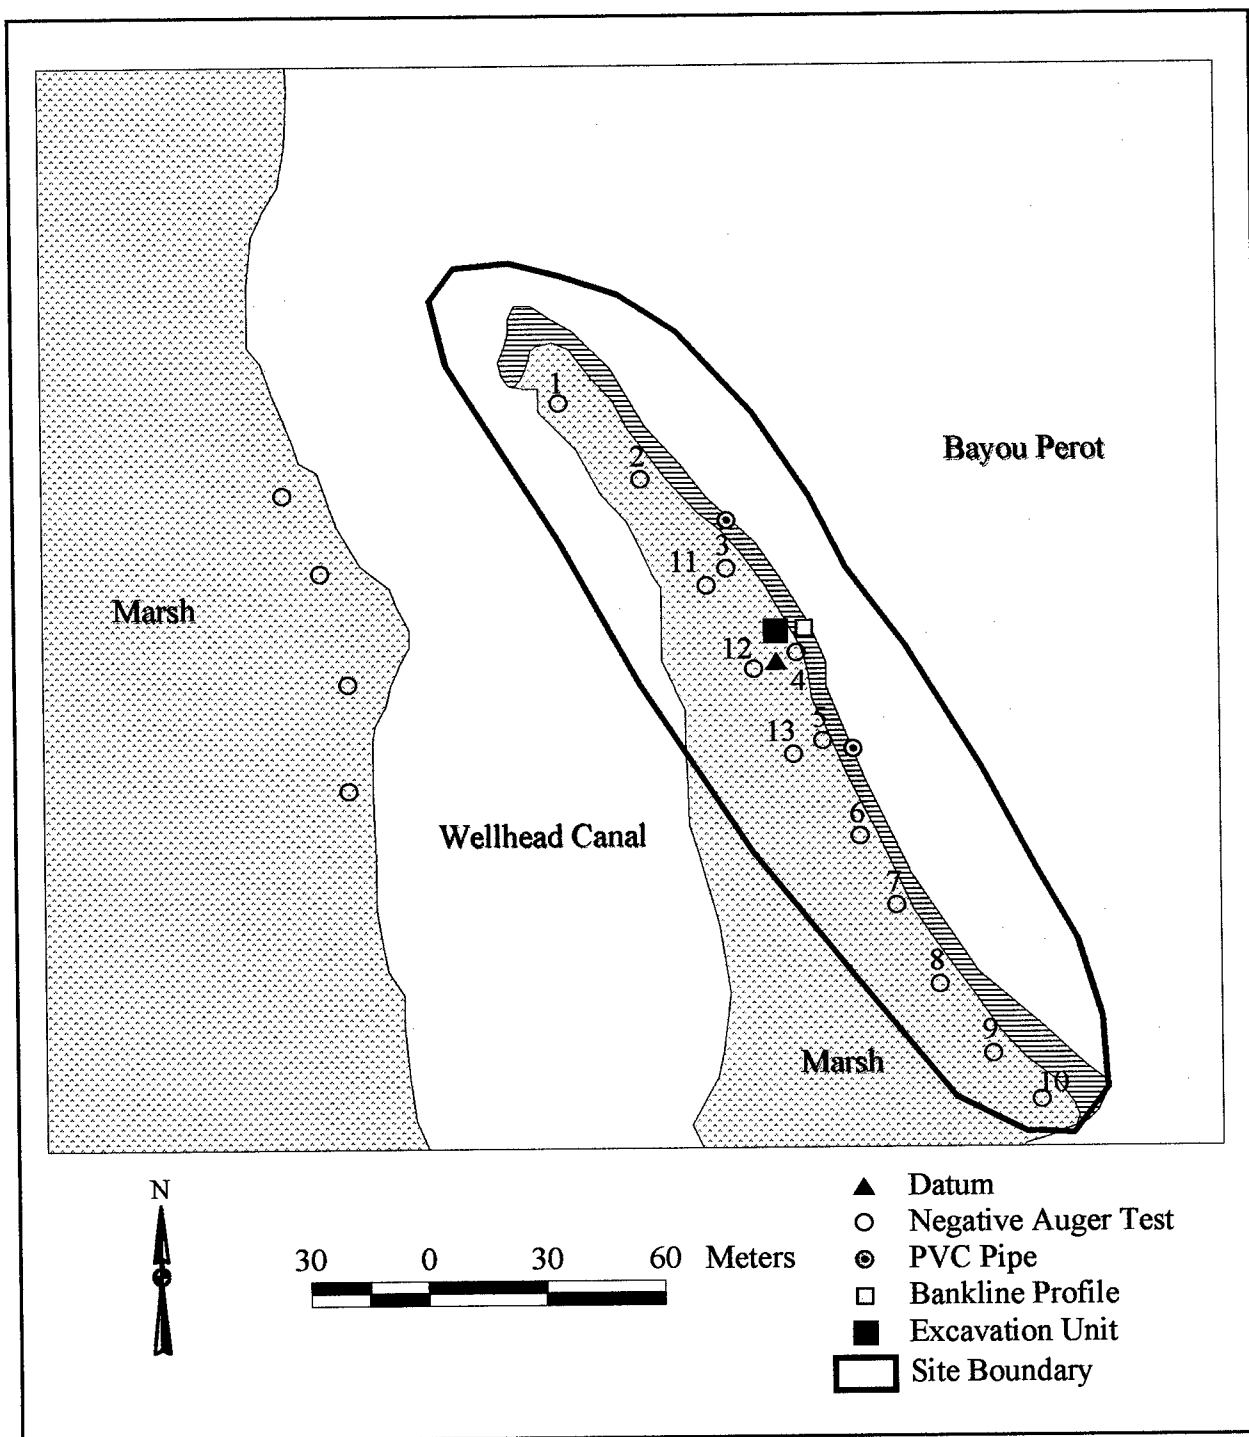 1
2
Bayou Perot
3
11
Marsh
12
4
5
13
6
Wellhead Canal
7
8
9
Marsh
10
N
30 0 30 60 Meters
Datum
Negative Auger Test
PVC Pipe
Bankline Profile
Excavation Unit
Site Boundary